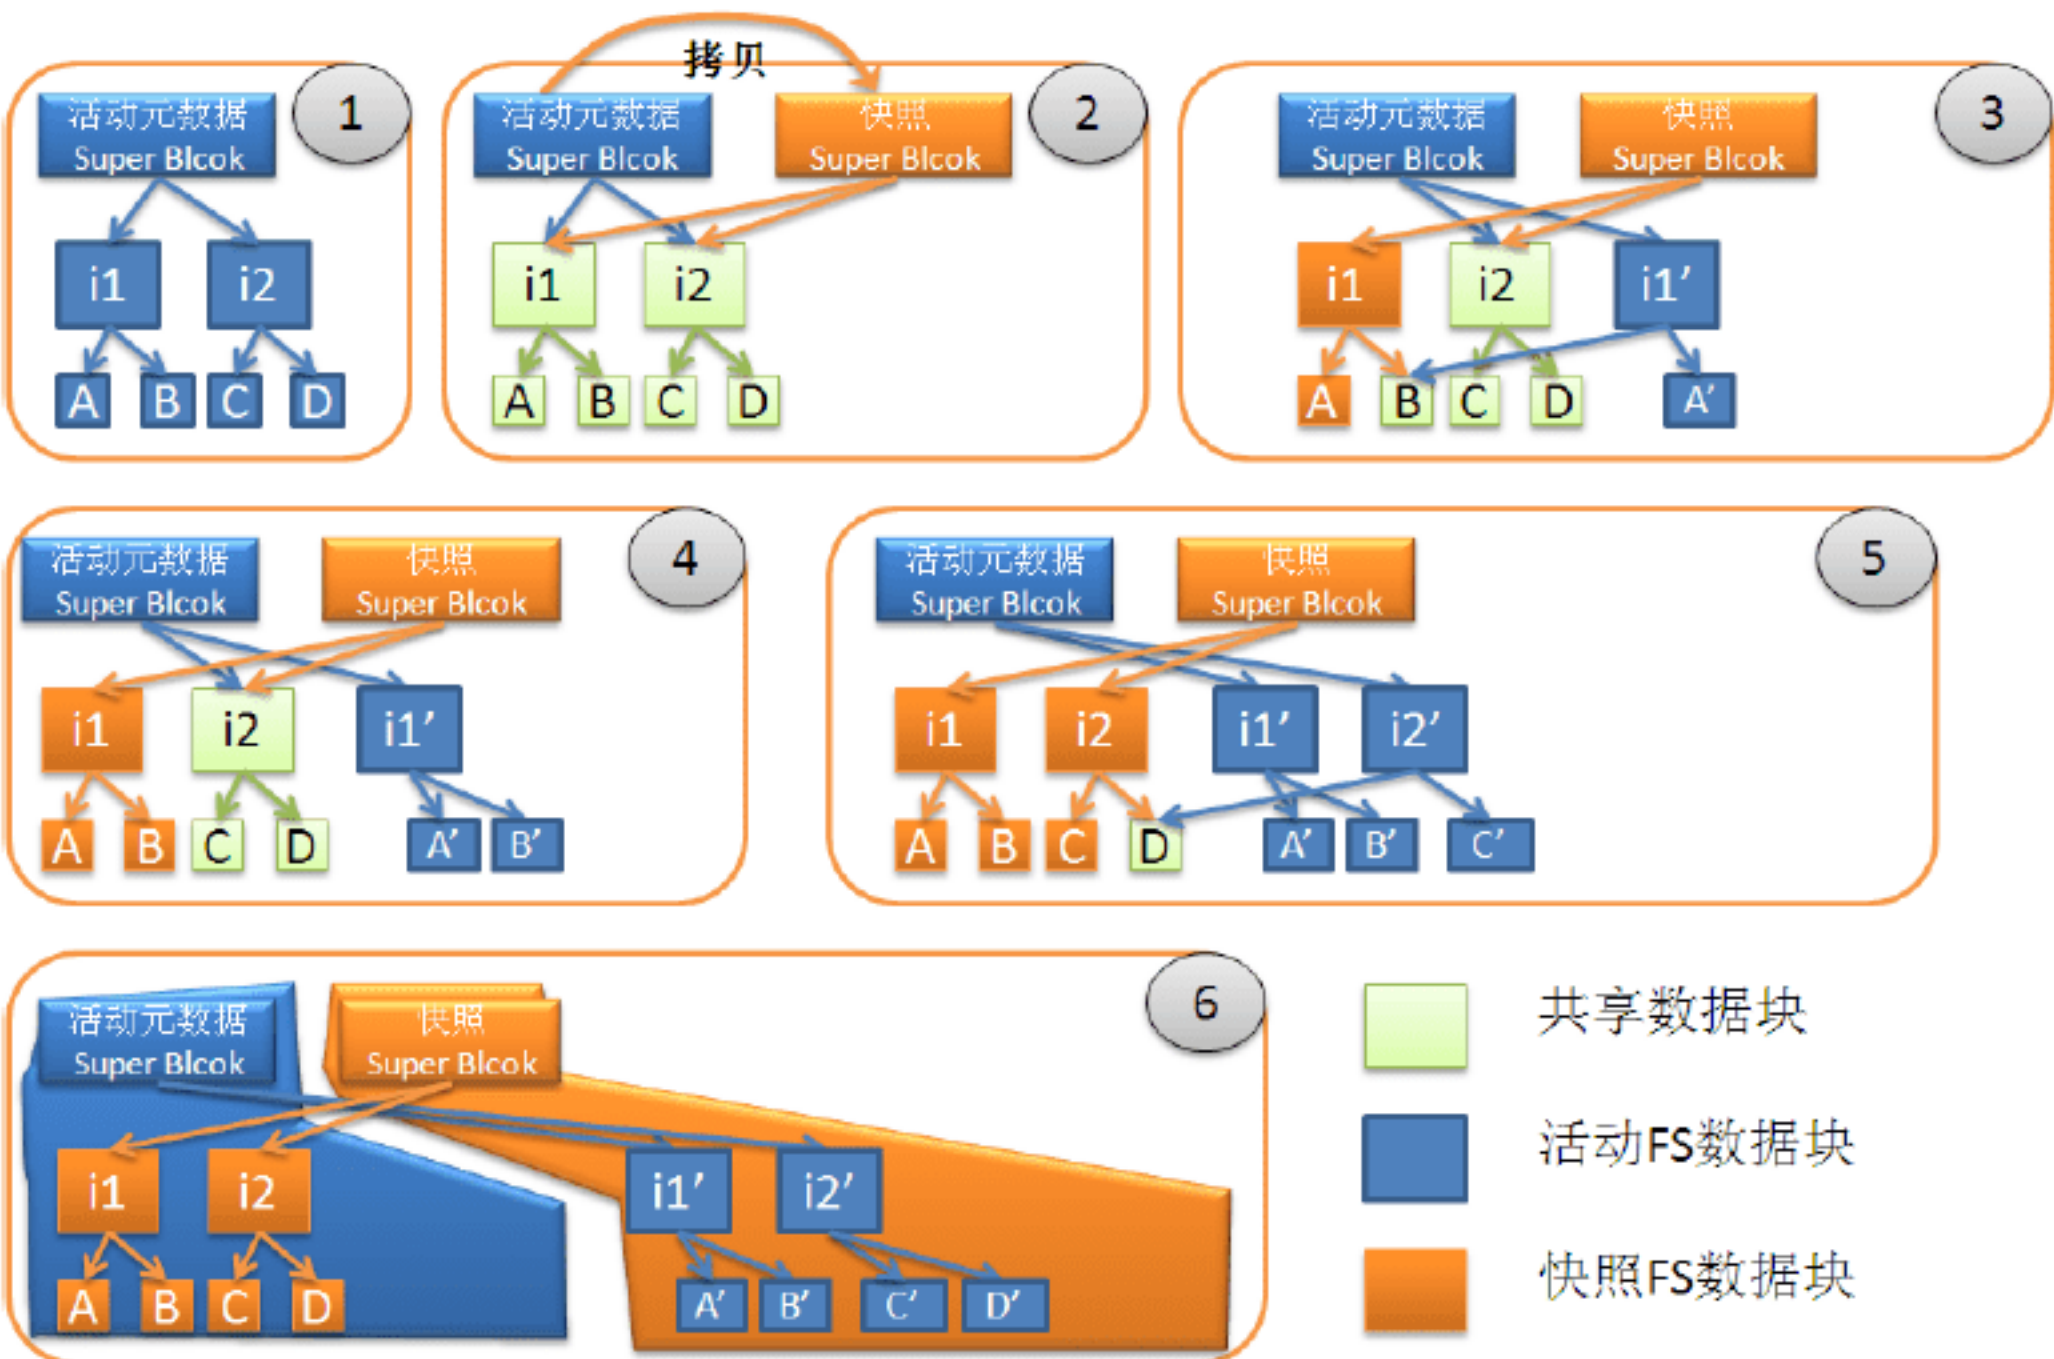 拷贝
活动元数据
Super Blcok
1
i1 i2
A B C D
活动元数据
Super Blcok
快照
Super Blcok
2
i1 i2
A B C D
活动元数据
Super Blcok
快照
Super Blcok
3
i1 i2 i1’
A B C D A’
活动元数据
Super Blcok
快照
Super Blcok
4
i1 i2 i1’
A B C D A’ B’
活动元数据
Super Blcok
快照
Super Blcok
5
i1 i2 i1’ i2’
A B C D A’ B’ C’
活动元数据
Super Blcok
快照
Super Blcok
6
i1 i2 i1’ i2’
A B C D A’ B’ C’ D’
共享数据块
活动FS数据块
快照FS数据块